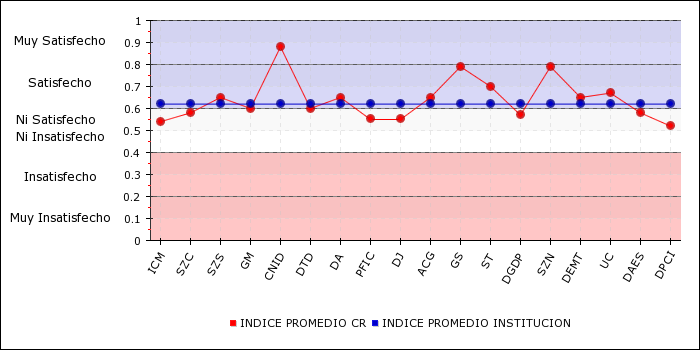 1
0.9
Muy Satisfecho
0.8
Satisfecho
0.7
0.6
Ni Satisfecho
Ni Insatisfecho
0.5
0.4
Insatisfecho
0.3
0.2
Muy Insatisfecho
0.1
0
ICM
SZC
SZS
GM
CNID
DTD
DA
PFIC
DJ
ACG
GS
ST
DGDP
SZN
DEMT
UC
DAES
DPCI
INDICE PROMEDIO CR
INDICE PROMEDIO INSTITUCION